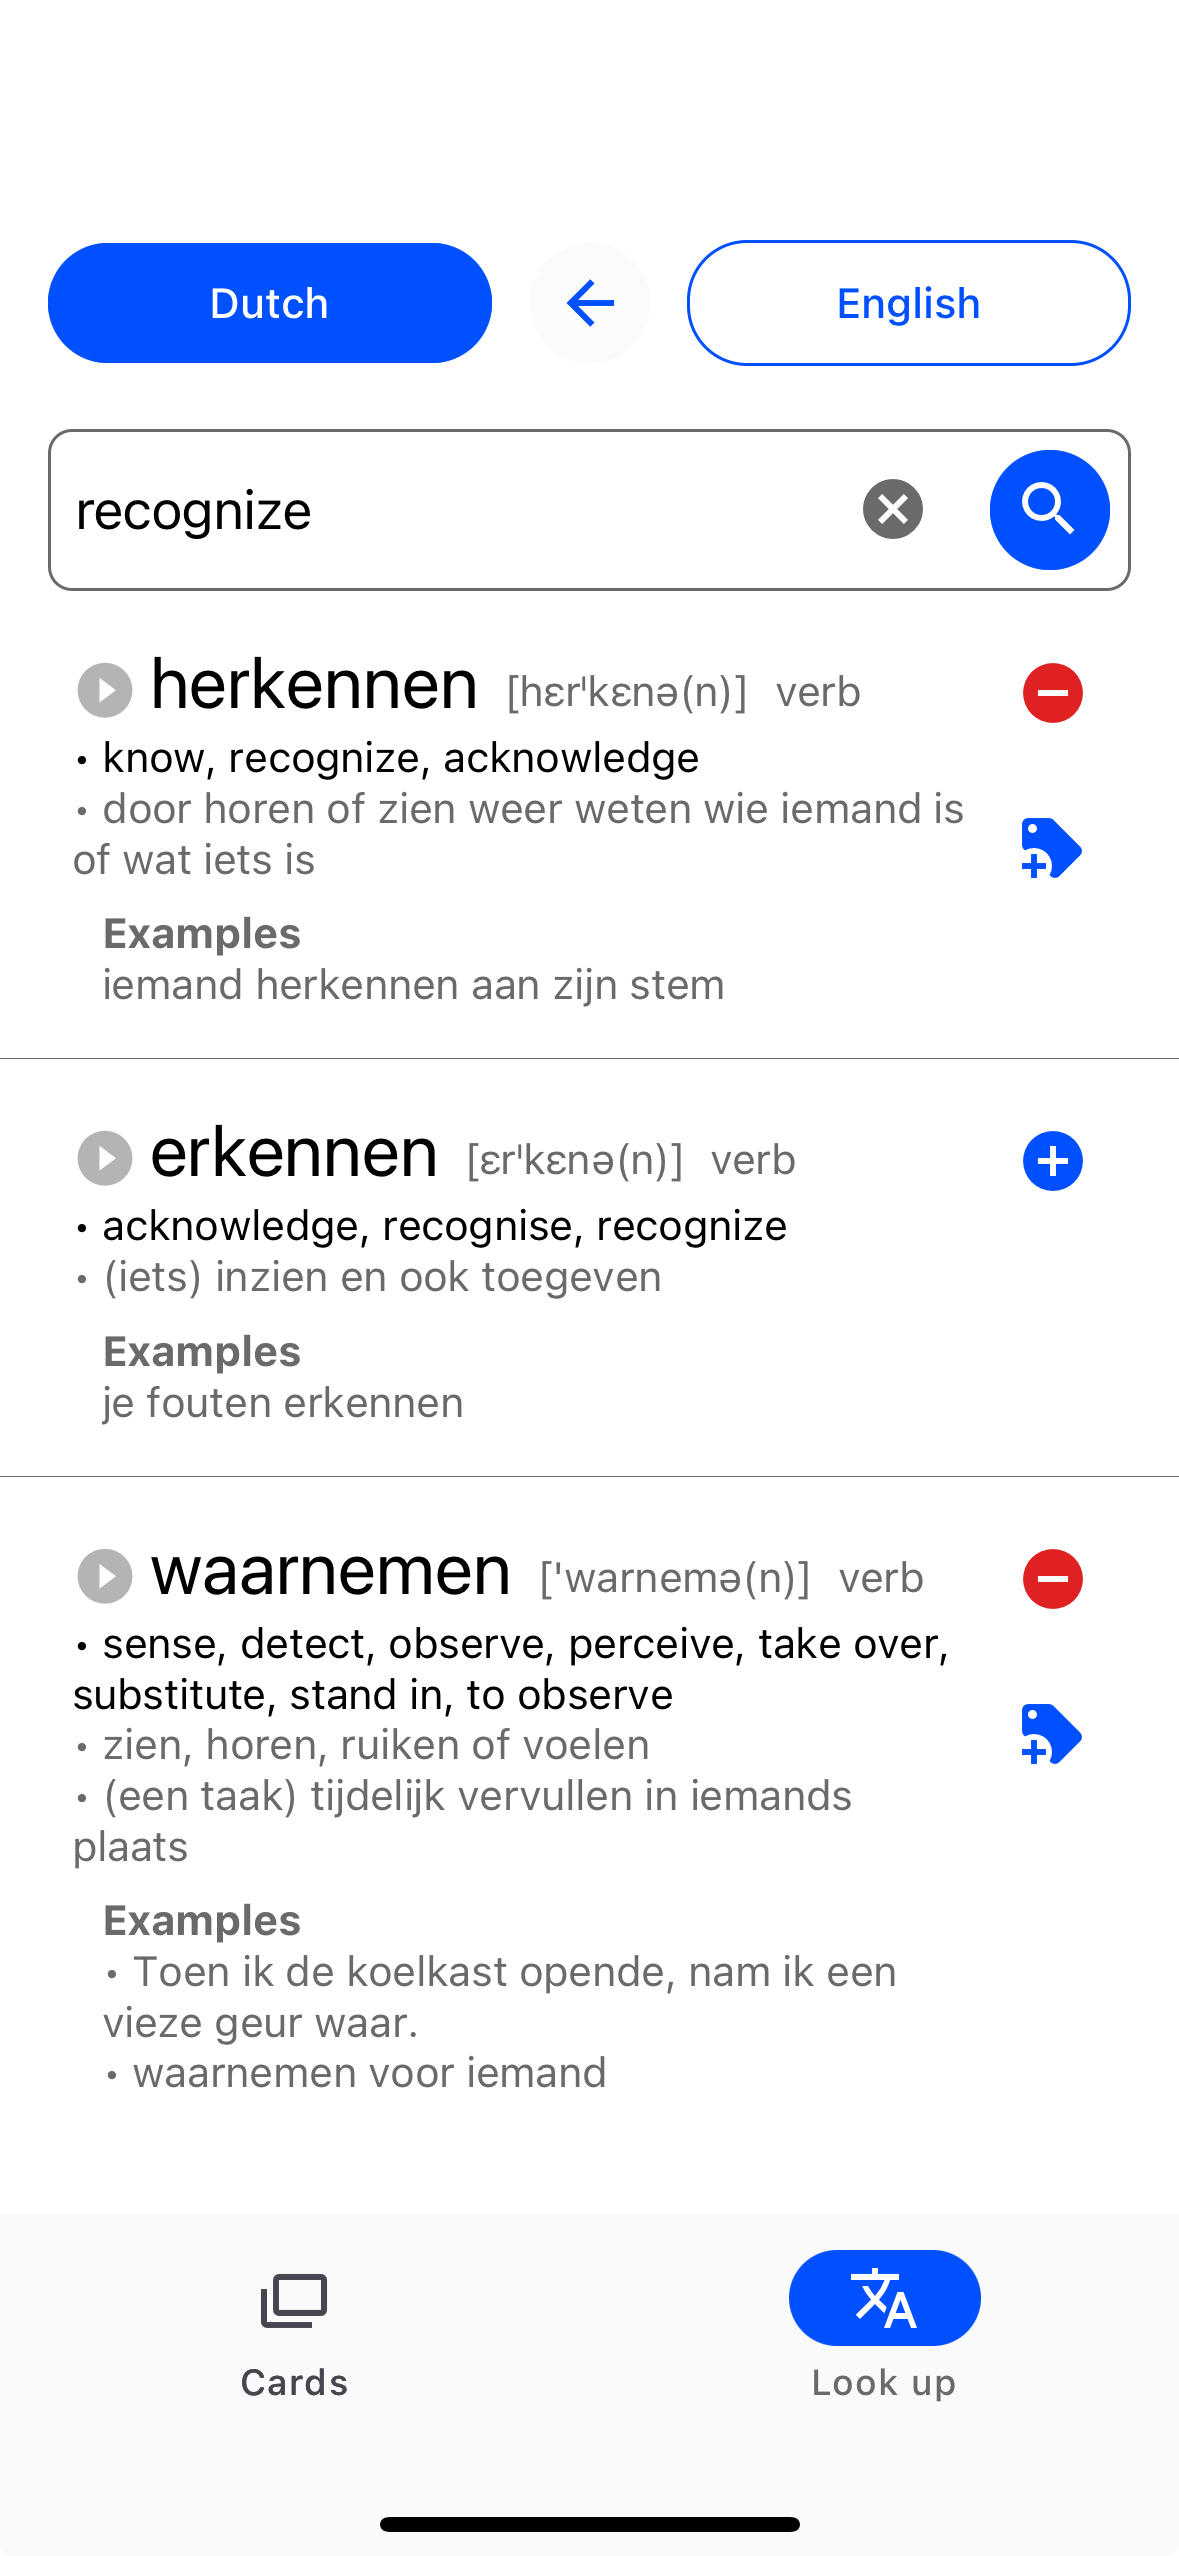 Dutch
English
recognize
herkennen [hɛrˈkɛnə(n)] verb
• know, recognize, acknowledge
• door horen of zien weer weten wie iemand is
of wat iets is
Examples
iemand herkennen aan zijn stem
erkennen [ɛrˈkɛnə(n)] verb
• acknowledge, recognise, recognize
• (iets) inzien en ook toegeven
Examples
je fouten erkennen
waarnemen ['warnemə(n)] verb
• sense, detect, observe, perceive, take over,
substitute, stand in, to observe
• zien, horen, ruiken of voelen
• (een taak) tijdelijk vervullen in iemands
plaats
Examples
• Toen ik de koelkast opende, nam ik een
vieze geur waar.
• waarnemen voor iemand
Cards
Look up